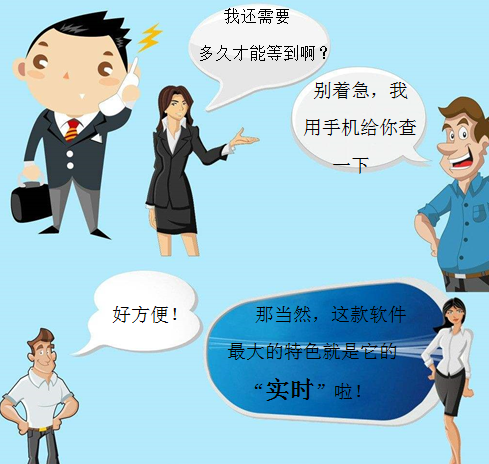 我还需要
多久才能等到啊？
别着急，我
用手机给你查
一下
好方便！
那当然，这款软件
最大的特色就是它的
“实时”啦！